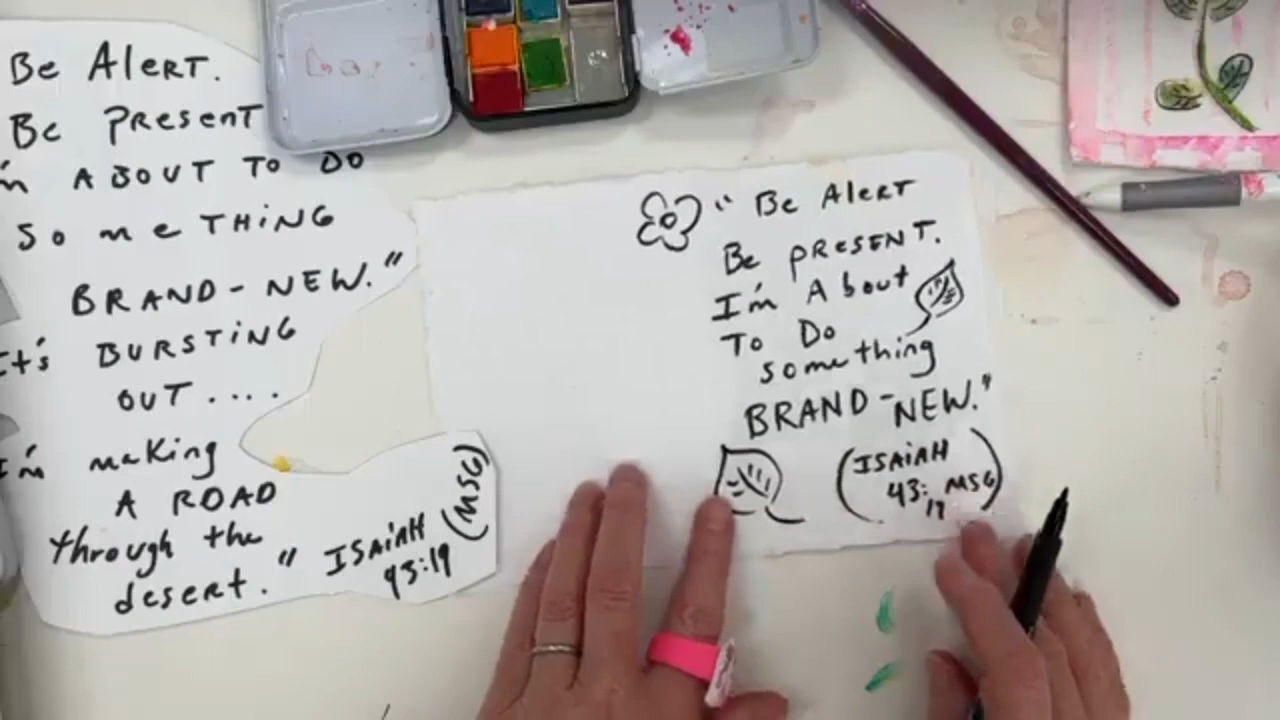 Be Alert.
Be Present
I'm ABOUT TO DO
SomeTHING
BRAND-NEW."
It's BURSTING
OUT....
I'm making
A ROAD
through the
desert."
ISAIAH
43:19
(MSG)
"Be Alert
Be PRESENT.
I'm About
To Do
something
BRAND-NEW."
(ISAIAH
43: MSG)
19